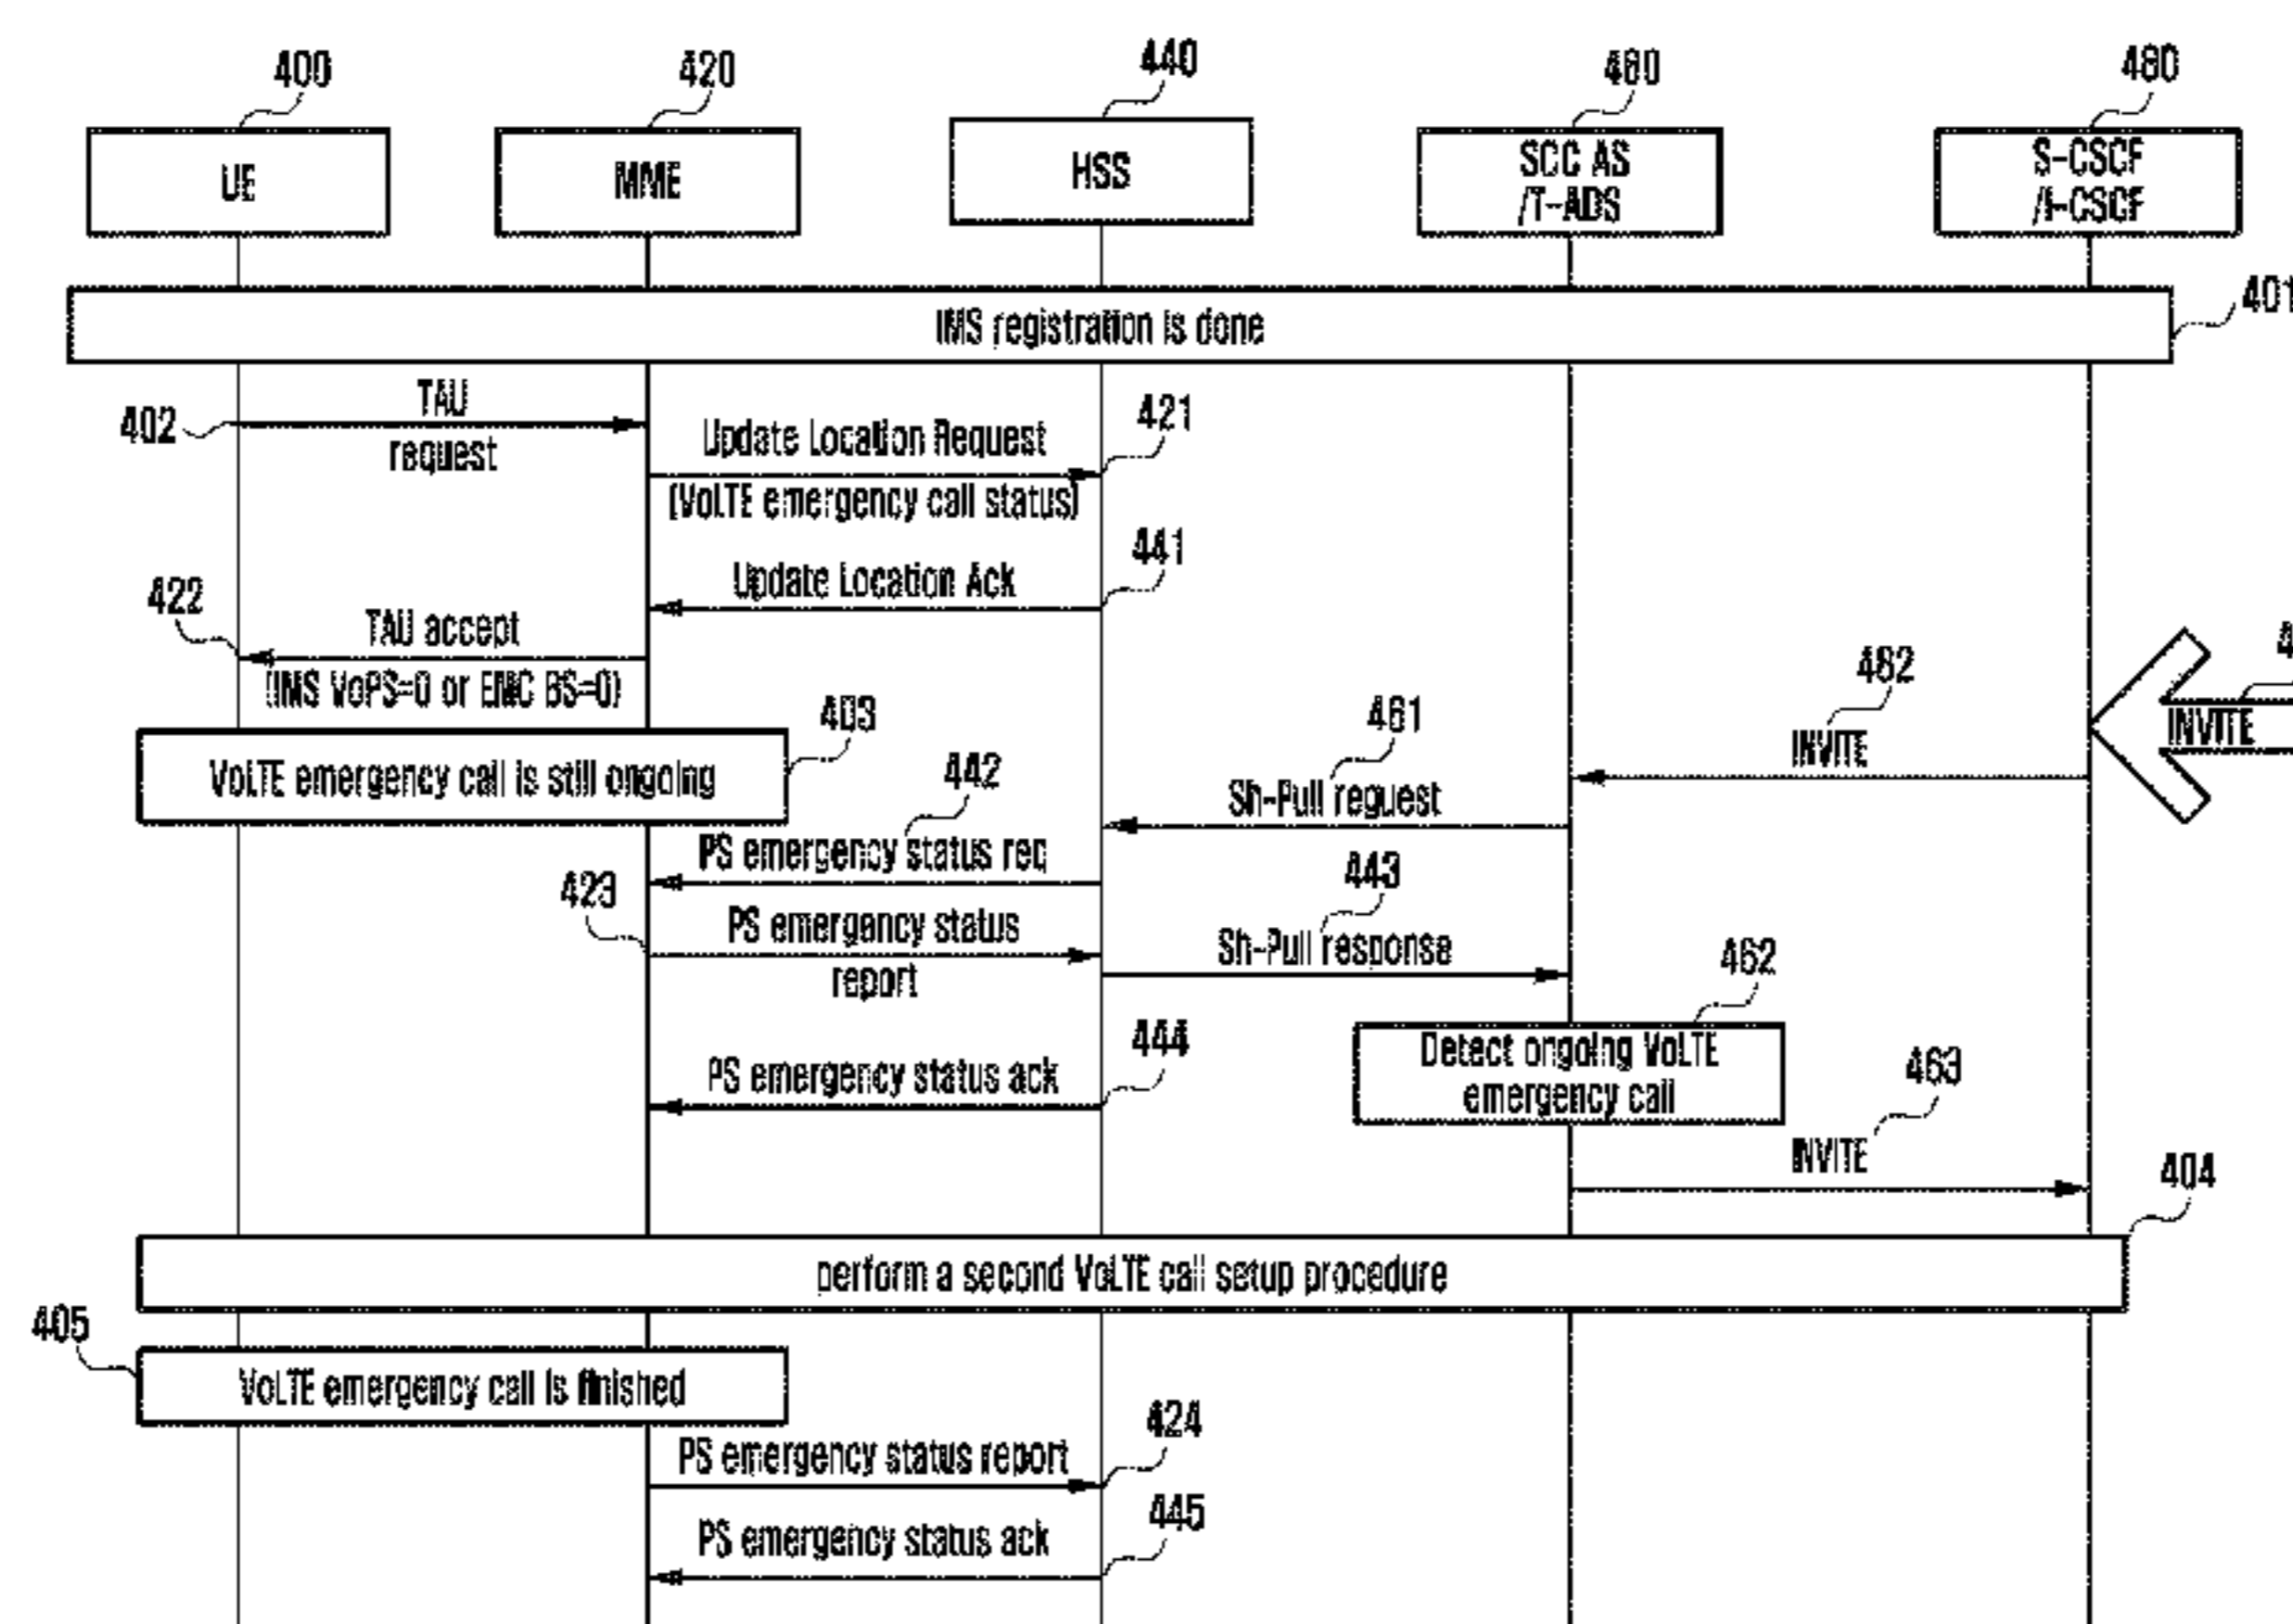 400
420
440
460
480
UE
MME
HSS
SCC AS
/T-ADS
S-CSCF
/I-CSCF
IMS registration is done
401
TAU
402
request
Update Location Request
421
(VoLTE emergency call status)
441
Update Location Ack
422
TAU accept
(IMS VoPS=0 or EMC BS=0)
403
VoLTE emergency call is still ongoing
482
INVITE
INVITE
461
Sh-Pull request
442
PS emergency status req
443
423
PS emergency status
report
Sh-Pull response
462
Detect ongoing VoLTE
emergency call
444
PS emergency status ack
463
INVITE
404
perform a second VoLTE call setup procedure
405
VoLTE emergency call is finished
424
PS emergency status report
445
PS emergency status ack